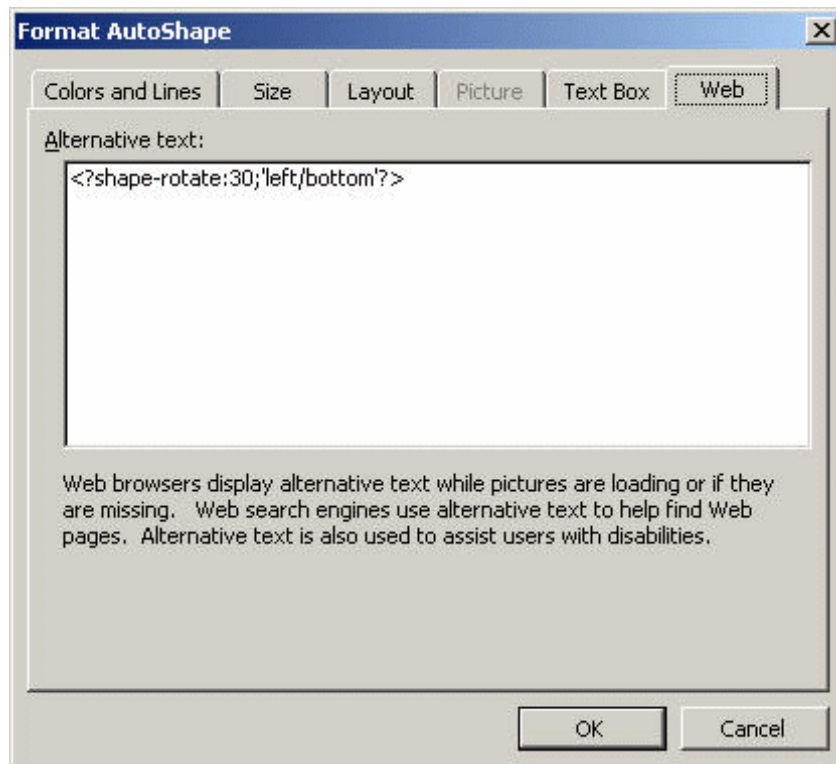 Format AutoShape
Colors and Lines Size Layout Picture Text Box Web
Alternative text:
<?shape-rotate:30;'left/bottom'?>
Web browsers display alternative text while pictures are loading or if they
are missing. Web search engines use alternative text to help find Web
pages. Alternative text is also used to assist users with disabilities.
OK Cancel